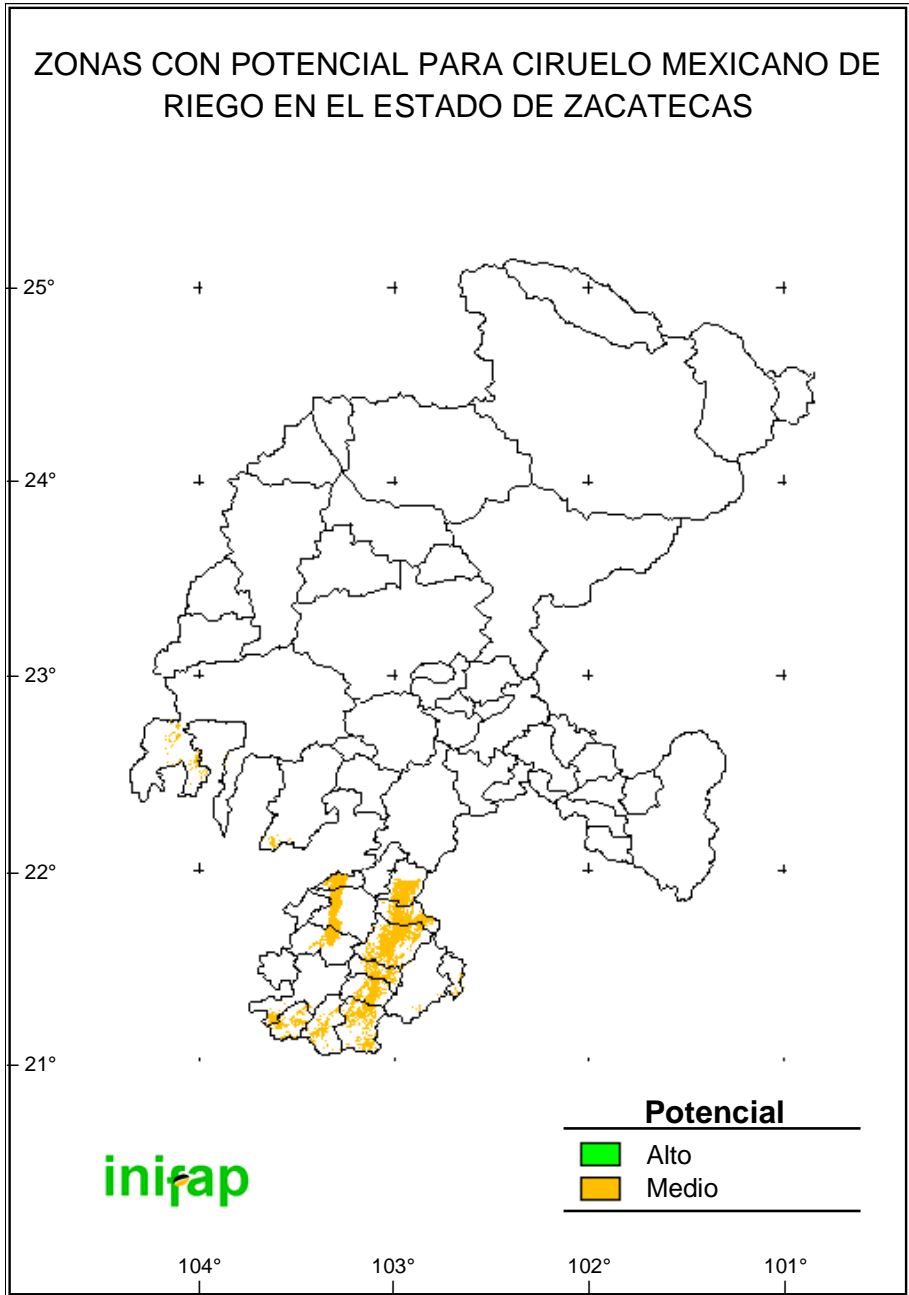 ZONAS CON POTENCIAL PARA CIRUELO MEXICANO DE
RIEGO EN EL ESTADO DE ZACATECAS
25°
24°
23°
22°
21°
Potencial
Alto
Medio
inifap
104°
103°
102°
101°